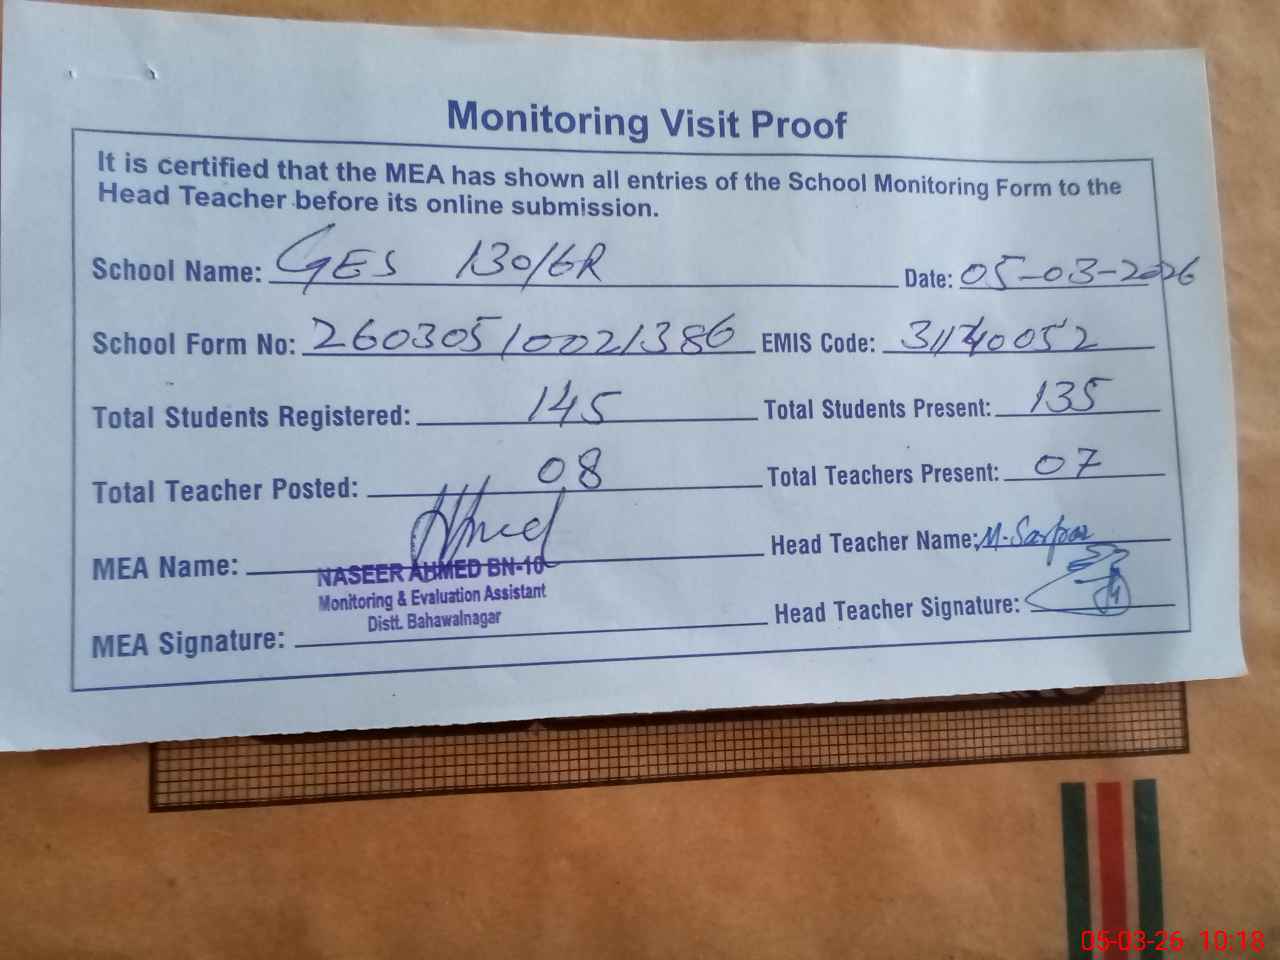 Monitoring Visit Proof
It is certified that the MEA has shown all entries of the School Monitoring Form to the
Head Teacher before its online submission.
School Name: GES 130/6R Date: 05-03-2026
School Form No: 26030510021386 EMIS Code: 31140052
Total Students Registered: 145 Total Students Present: 135
Total Teacher Posted: 08 Total Teachers Present: 07
MEA Name: Ahmed Head Teacher Name: M. Sarfraz
NASEER AHMED BN-10
Monitoring & Evaluation Assistant
Distt. Bahawalnagar
MEA Signature: Head Teacher Signature:
05-03-26 10:18